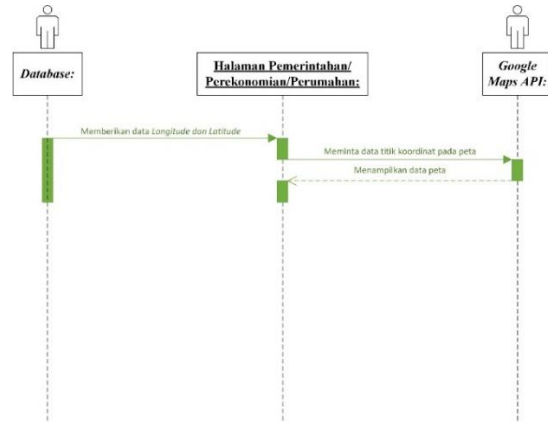 Database:
Halaman Pemerintahan/
Perekonomian/Perumahan:
Google
Maps API:
Memberikan data Longitude dan Latitude
Meminta data titik koordinat pada peta
Menampilkan data peta